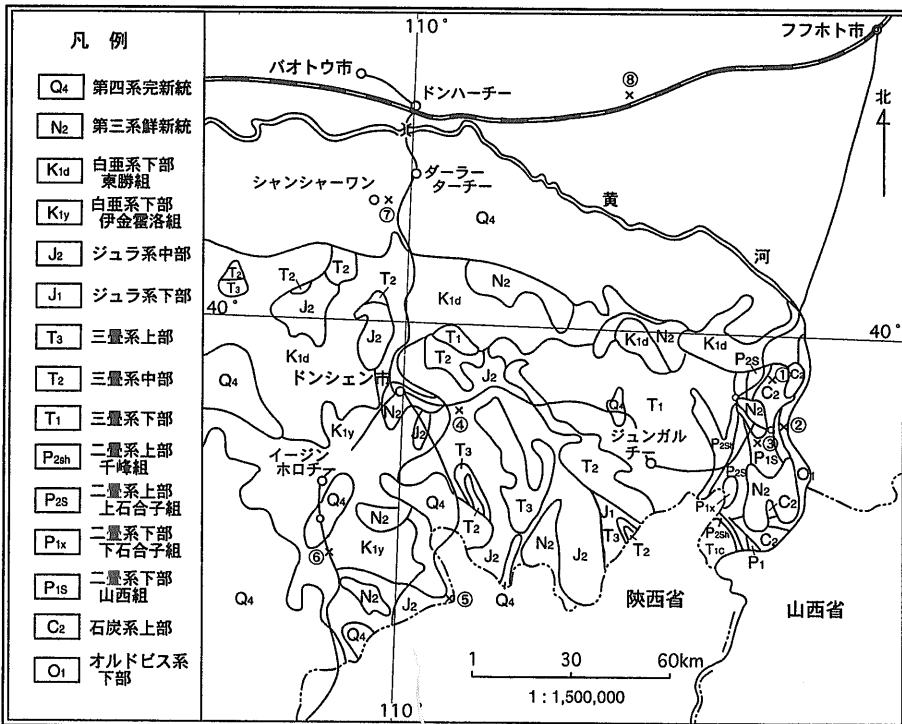 凡例
Q4 第四系完新統
N2 第三系鮮新統
K1d 白亜系下部
東勝組
K1y 白亜系下部
伊金霍洛組
J2 ジュラ系中部
J1 ジュラ系下部
T3 三畳系上部
T2 三畳系中部
T1 三畳系下部
P2sh 二畳系上部
千峰組
P2S 二畳系上部
上石合子組
P1x 二畳系下部
下石合子組
P1S 二畳系下部
山西組
C2 石炭系上部
O1 オルドビス系
下部
110°
フフホト市
バオトウ市
⑧
ドンハーチー
北
シャンシャーワン
ダーラー
ターチー
黄
⑦
Q4
河
T2
T3
T2
T2
T2
N2
J2
K1d
40°
J2
T1
K1d
N2
K1d
40°
K1d
T2
J2
P2S
①
C2
C2
Q4
ドンシェン市
N2
④
Q4
T1
N2
②
K1y
J2
ジュンガル
チー
P2sh
③
P1S
イージン
ホロチー
T3
T2
P2S
O1
Q4
Q4
N2
T3
J1
P1x
N2
C2
T2
T3
T2
P2sh
⑥
K1y
J2
N2
J2
T1c
C2
P1
Q4
N2
J2
⑤
Q4
陝西省
山西省
Q4
1 30 60km
1 : 1,500,000
110°